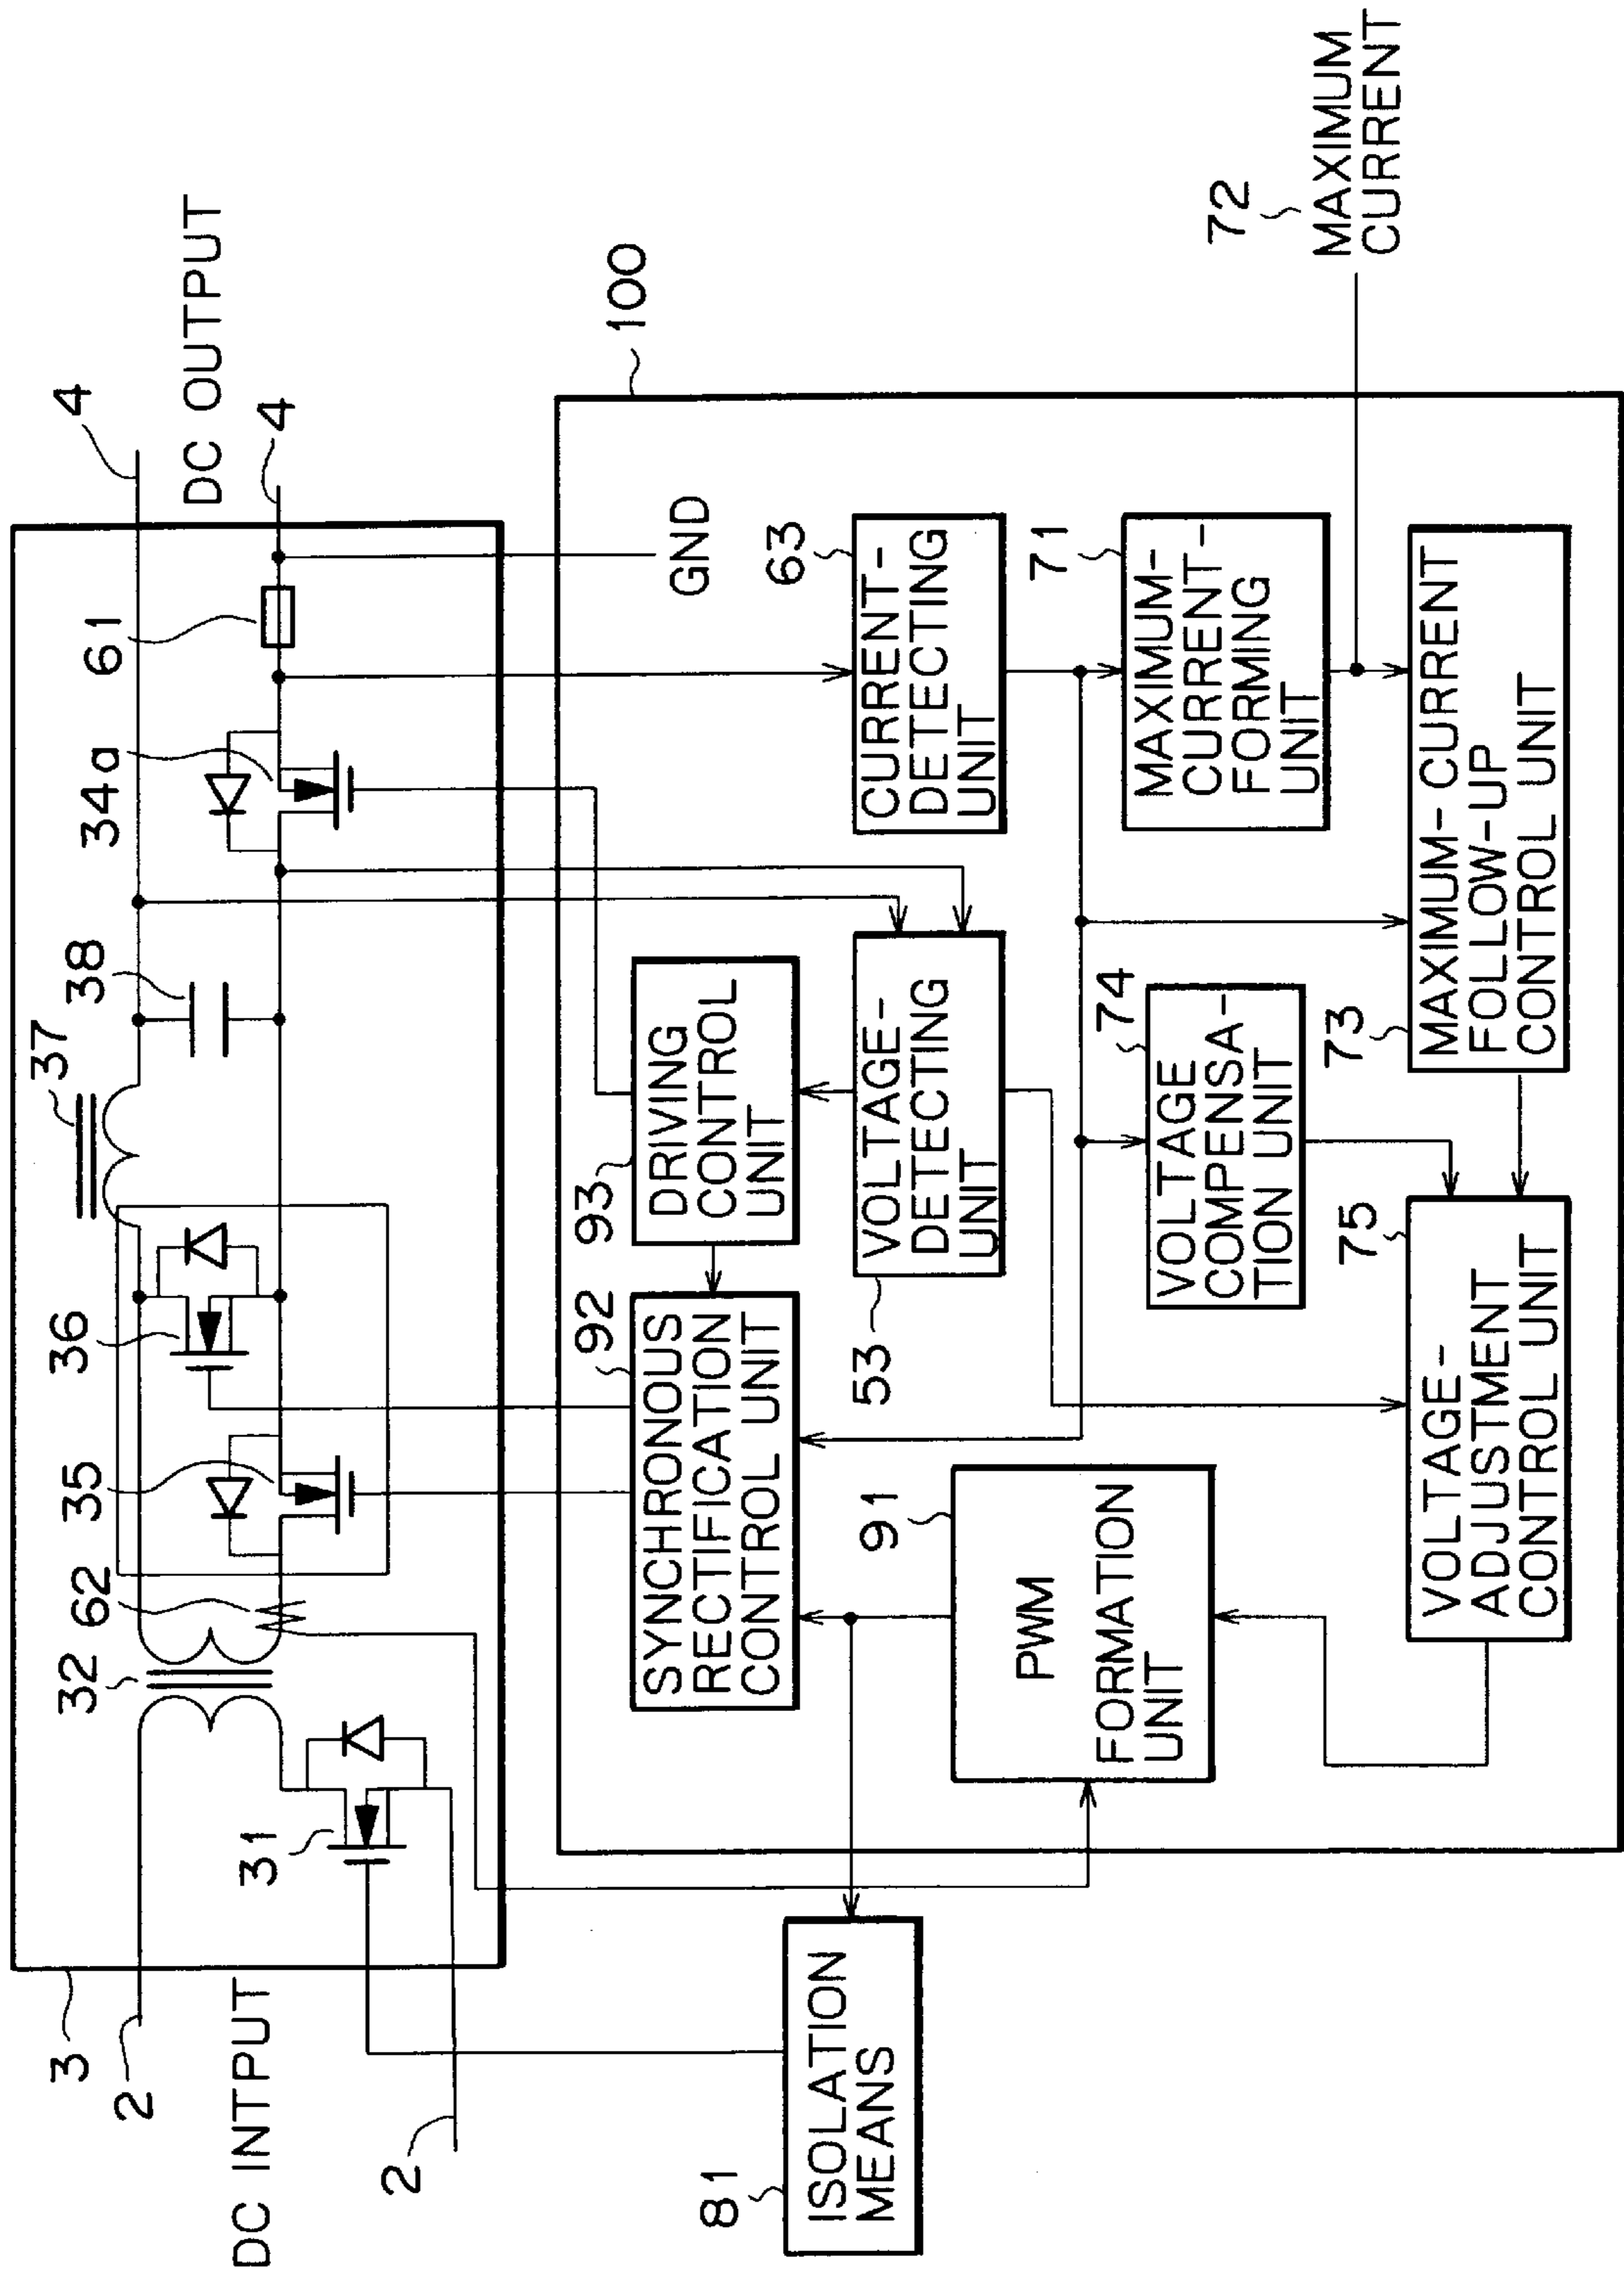 3
2
DC INTPUT
2
31
32
62
35
36
37
38
34a
61
4
DC OUTPUT
4
GND
100
81
ISOLATION
MEANS
92
SYNCHRONOUS
RECTIFICATION
CONTROL UNIT
93
DRIVING
CONTROL
UNIT
53
VOLTAGE-
DETECTING
UNIT
63
CURRENT-
DETECTING
UNIT
91
PWM
FORMATION
UNIT
74
VOLTAGE
COMPENSA-
TION UNIT
71
MAXIMUM-
CURRENT-
FORMING
UNIT
72
MAXIMUM
CURRENT
75
VOLTAGE-
ADJUSTMENT
CONTROL UNIT
73
MAXIMUM-CURRENT
FOLLOW-UP
CONTROL UNIT